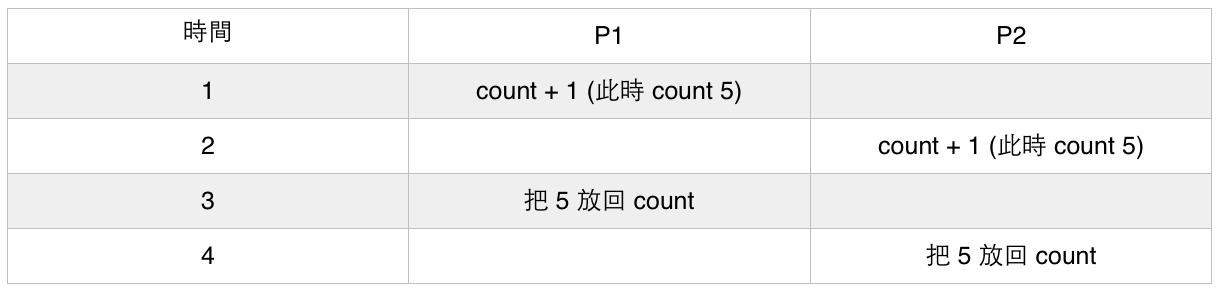 時間 P1 P2
1 count + 1 (此時 count 5)
2 count + 1 (此時 count 5)
3 把 5 放回 count
4 把 5 放回 count